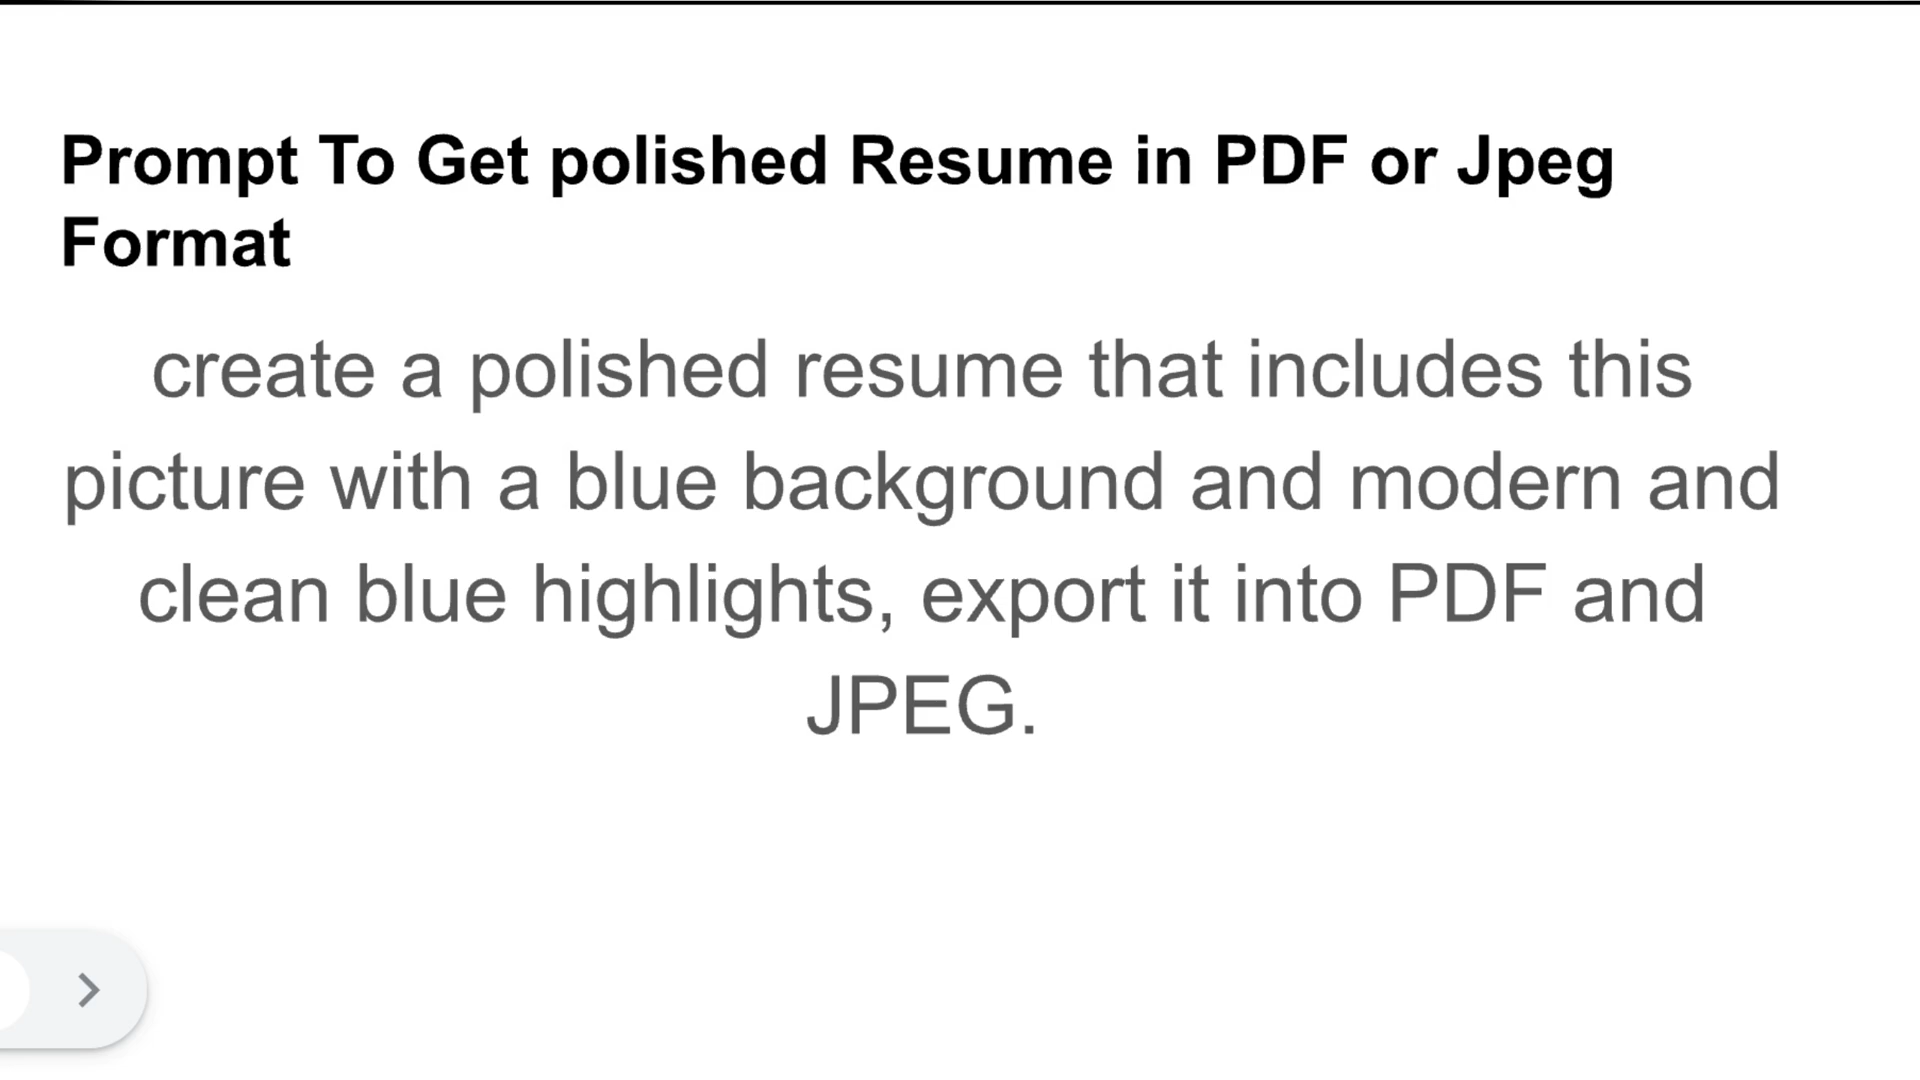 Prompt To Get polished Resume in PDF or Jpeg
Format
create a polished resume that includes this
picture with a blue background and modern and
clean blue highlights, export it into PDF and
JPEG.